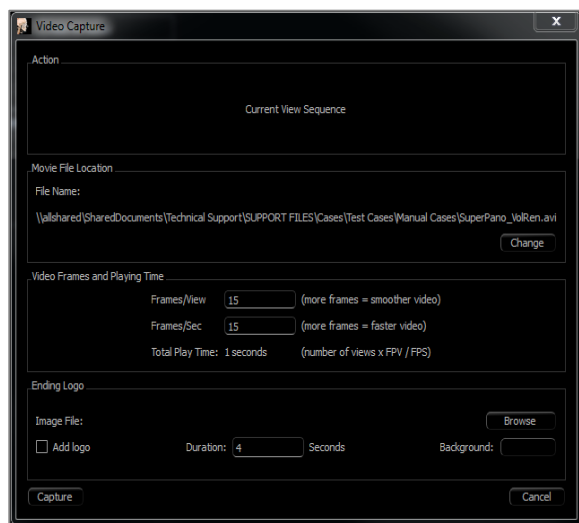 Video Capture
x
Action
Current View Sequence
Movie File Location
File Name:
\\allshared\SharedDocuments\Technical Support\SUPPORT FILES\Cases\Test Cases\Manual Cases\SuperPano_VolRen.avi
Change
Video Frames and Playing Time
Frames/View 15 (more frames = smoother video)
Frames/Sec 15 (more frames = faster video)
Total Play Time: 1 seconds (number of views x FPV / FPS)
Ending Logo
Image File: Browse
Add logo Duration: 4 Seconds Background:
Capture Cancel